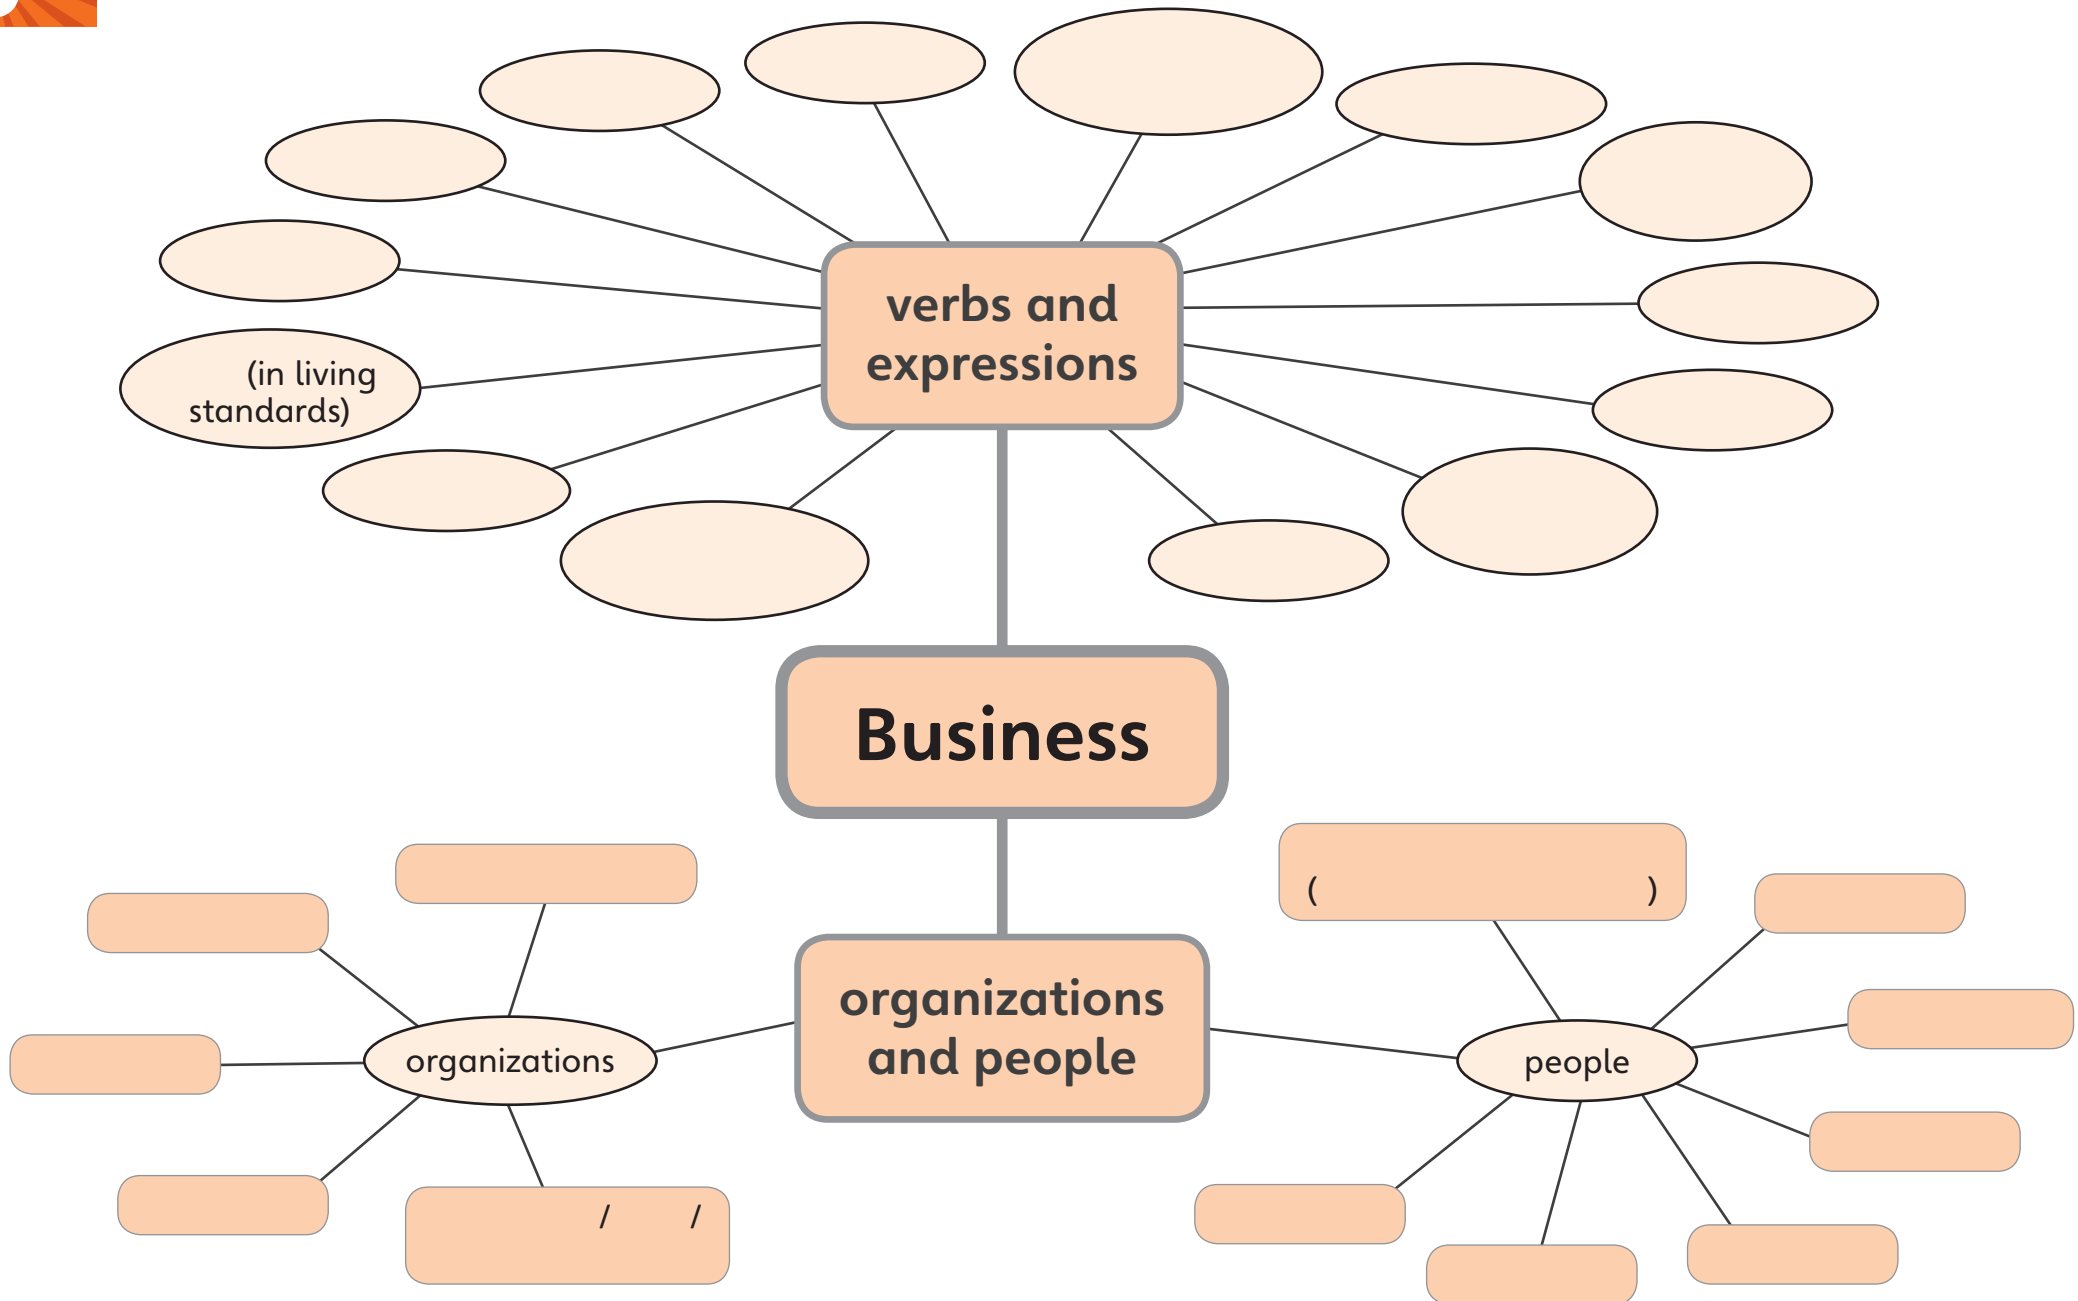 verbs and
expressions
(in living
standards)
Business
( )
organizations
and people
organizations
people
/ /